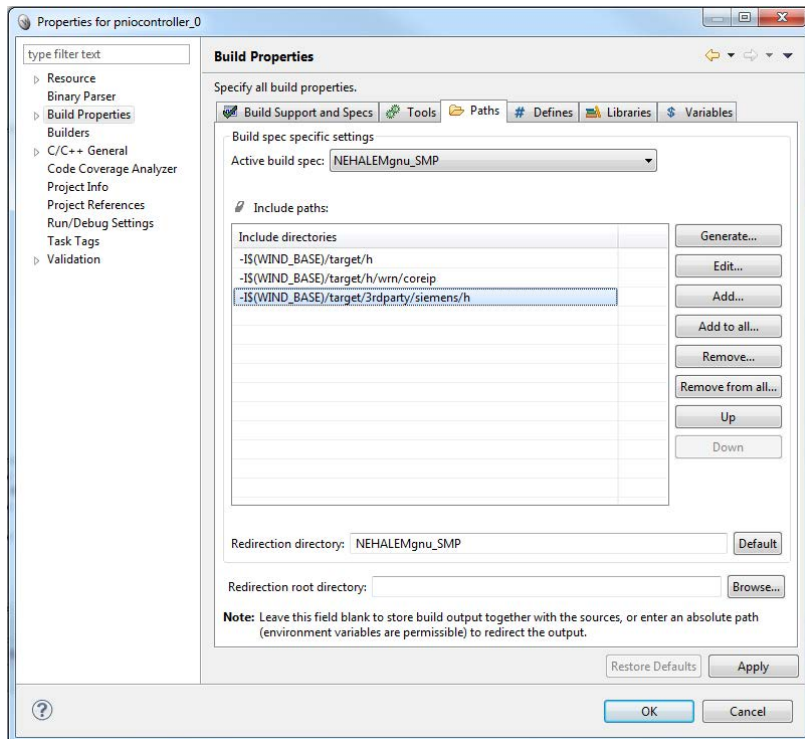 Properties for pniocontroller_0
type filter text
Resource
Binary Parser
Build Properties
Builders
C/C++ General
Code Coverage Analyzer
Project Info
Project References
Run/Debug Settings
Task Tags
Validation
Build Properties
Specify all build properties.
Build Support and Specs Tools Paths # Defines Libraries $ Variables
Build spec specific settings
Active build spec: NEHALEMgnu_SMP
Include paths:
Include directories
-I$(WIND_BASE)/target/h
-I$(WIND_BASE)/target/h/wrn/coreip
-I$(WIND_BASE)/target/3rdparty/siemens/h
Generate...
Edit...
Add...
Add to all...
Remove...
Remove from all...
Up
Down
Redirection directory: NEHALEMgnu_SMP Default
Redirection root directory: Browse...
Note: Leave this field blank to store build output together with the sources, or enter an absolute path
(environment variables are permissible) to redirect the output.
Restore Defaults Apply
? OK Cancel